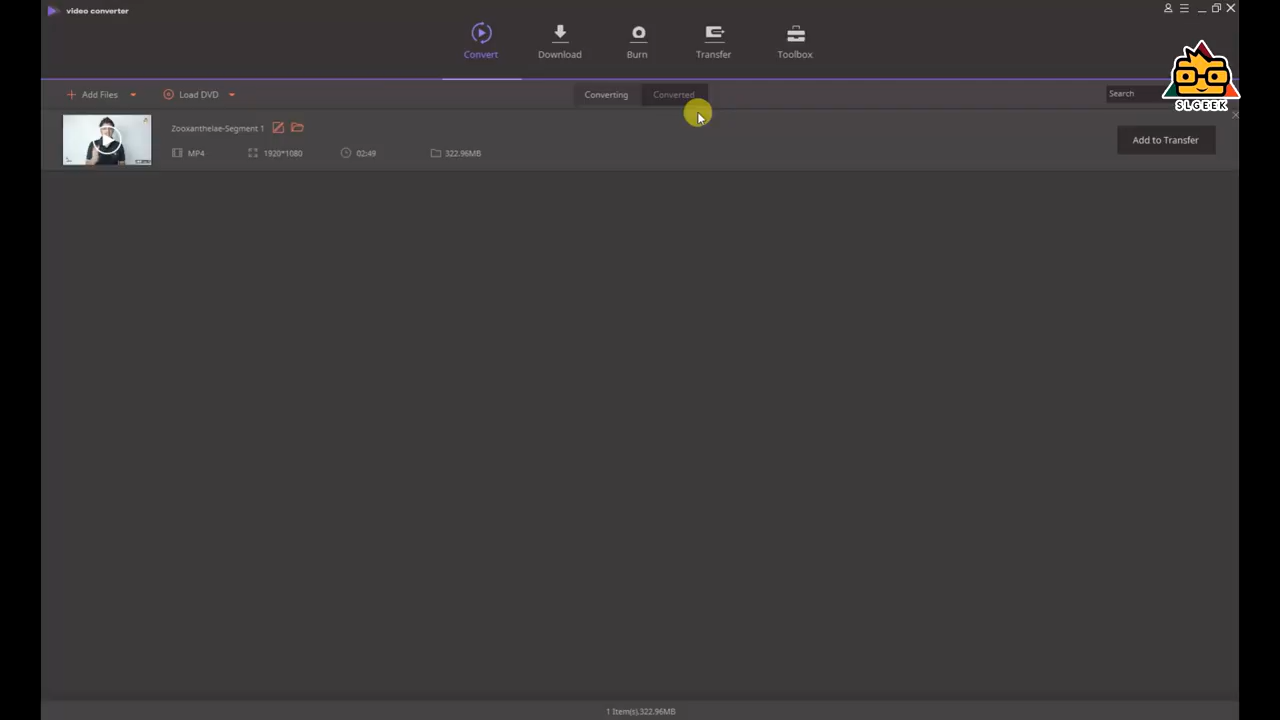 video converter
Convert
Download
Burn
Transfer
Toolbox
Add Files
Load DVD
Converting
Converted
Search
SLGEEK
Zooxanthelae-Segment 1
MP4
1920*1080
02:49
322.96MB
Add to Transfer
1 Item(s),322.96MB